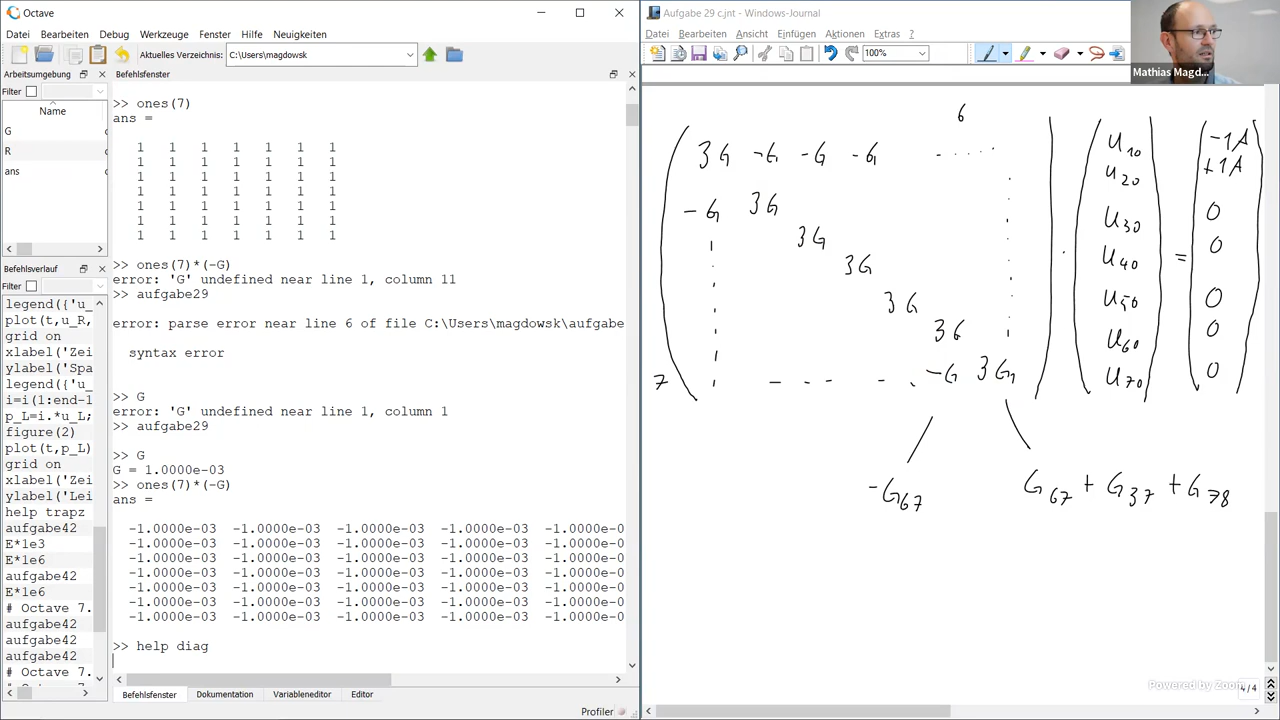 Octave
Datei Bearbeiten Debug Werkzeuge Fenster Hilfe Neuigkeiten
Aktuelles Verzeichnis: C:\Users\magdowsk
Arbeitsumgebung
Filter
Name
G c
R c
ans c
Befehlsverlauf
Filter
legend({'u_
plot(t,u_R,
grid on
xlabel('Zei
ylabel('Spa
legend({'u_
i=i(1:end-1
p_L=i.*u_L;
figure(2)
plot(t,p_L)
grid on
xlabel('Zei
ylabel('Lei
help trapz
aufgabe42
E*1e3
E*1e6
aufgabe42
E*1e6
# Octave 7.
aufgabe42
aufgabe42
aufgabe42
# Octave 7.
Befehlsfenster
>> ones(7)
ans =
1 1 1 1 1 1 1
1 1 1 1 1 1 1
1 1 1 1 1 1 1
1 1 1 1 1 1 1
1 1 1 1 1 1 1
1 1 1 1 1 1 1
1 1 1 1 1 1 1
>> ones(7)*(-G)
error: 'G' undefined near line 1, column 11
>> aufgabe29
error: parse error near line 6 of file C:\Users\magdowsk\aufgabe
syntax error
>> G
error: 'G' undefined near line 1, column 1
>> aufgabe29
>> G
G = 1.0000e-03
>> ones(7)*(-G)
ans =
-1.0000e-03 -1.0000e-03 -1.0000e-03 -1.0000e-03 -1.0000e-0
-1.0000e-03 -1.0000e-03 -1.0000e-03 -1.0000e-03 -1.0000e-0
-1.0000e-03 -1.0000e-03 -1.0000e-03 -1.0000e-03 -1.0000e-0
-1.0000e-03 -1.0000e-03 -1.0000e-03 -1.0000e-03 -1.0000e-0
-1.0000e-03 -1.0000e-03 -1.0000e-03 -1.0000e-03 -1.0000e-0
-1.0000e-03 -1.0000e-03 -1.0000e-03 -1.0000e-03 -1.0000e-0
-1.0000e-03 -1.0000e-03 -1.0000e-03 -1.0000e-03 -1.0000e-0
>> help diag
Befehlsfenster Dokumentation Variableneditor Editor
Profiler
Aufgabe 29 c.jnt - Windows-Journal
Datei Bearbeiten Ansicht Einfügen Aktionen Extras ?
100%
Mathias Magd...
6
3G -G -G -G
-G 3G
3G
3G
3G
3G
7 -G 3G
· =
u10
u20
u30
u40
u50
u60
u70
-1A
+1A
0
0
0
0
0
-G67
G67 + G37 + G78
Powered by Zoom
4/4